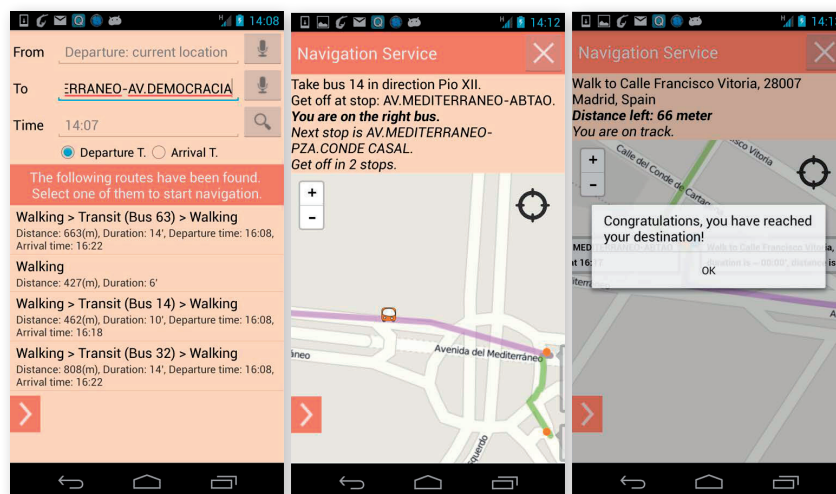 14:08
From
Departure: current location
To
ERRANEO-AV.DEMOCRACIA
Time
14:07
Departure T.
Arrival T.
The following routes have been found.
Select one of them to start navigation.
Walking > Transit (Bus 63) > Walking
Distance: 663(m), Duration: 14', Departure time: 16:08,
Arrival time: 16:22
Walking
Distance: 427(m), Duration: 6'
Walking > Transit (Bus 14) > Walking
Distance: 462(m), Duration: 10', Departure time: 16:08,
Arrival time: 16:18
Walking > Transit (Bus 32) > Walking
Distance: 808(m), Duration: 14', Departure time: 16:08,
Arrival time: 16:22
14:12
Navigation Service
Take bus 14 in direction Pio XII.
Get off at stop: AV.MEDITERRANEO-ABTAO.
You are on the right bus.
Next stop is AV.MEDITERRANEO-
PZA.CONDE CASAL.
Get off in 2 stops.
+
-
áneo
Avenida del Mediterráneo
quierdo
14:1
Navigation Service
Walk to Calle Francisco Vitoria, 28007
Madrid, Spain
Distance left: 66 meter
You are on track.
+
-
Calle del Conde de Cartag
sco Vitoria
Congratulations, you have reached
your destination!
OK
MED
at 16:
iterrá